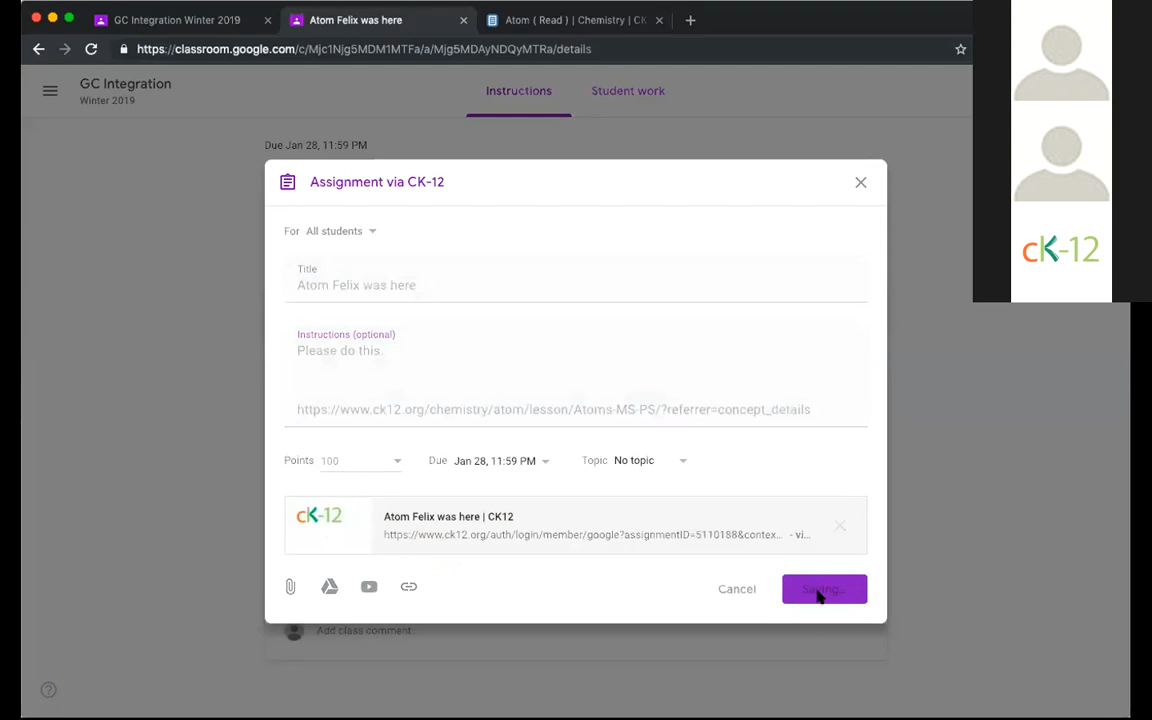 GC Integration Winter 2019
Atom Felix was here
Atom ( Read ) | Chemistry | CK
https://classroom.google.com/c/Mjc1Njg5MDM1MTFa/a/Mjg5MDAyNDQyMTRa/details
GC Integration
Winter 2019
Instructions
Student work
Due Jan 28, 11:59 PM
Assignment via CK-12
For All students
Title
Atom Felix was here
Instructions (optional)
Please do this.
https://www.ck12.org/chemistry/atom/lesson/Atoms-MS-PS/?referrer=concept_details
Points 100
Due Jan 28, 11:59 PM
Topic No topic
cK-12
Atom Felix was here | CK12
https://www.ck12.org/auth/login/member/google?assignmentID=5110188&contex... - vi...
Cancel
Saving...
Add class comment.
cK-12